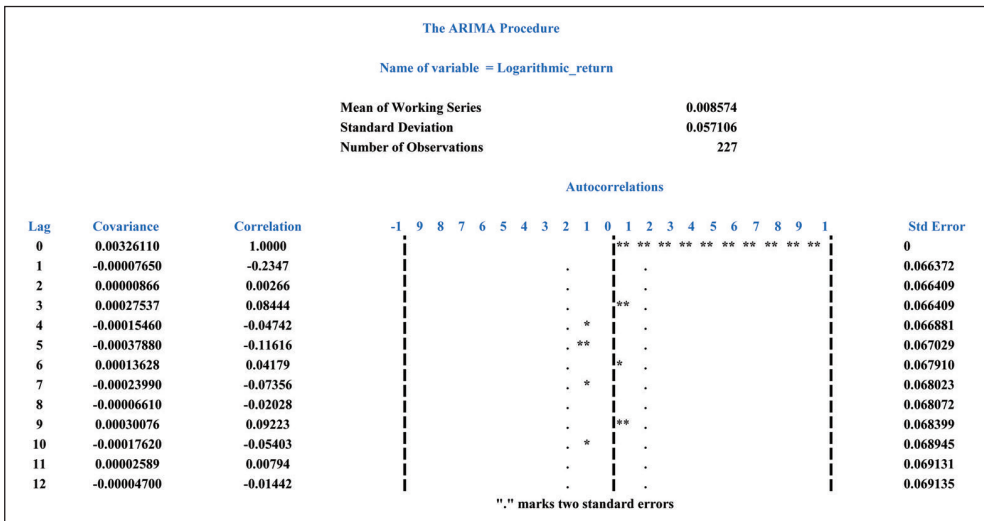 The ARIMA Procedure
Name of variable = Logarithmic_return
Mean of Working Series 0.008574
Standard Deviation 0.057106
Number of Observations 227
Autocorrelations
Lag Covariance Correlation -1 9 8 7 6 5 4 3 2 1 0 1 2 3 4 5 6 7 8 9 1 Std Error
0 0.00326110 1.0000 ** ** ** ** ** ** ** ** ** ** 0
1 -0.00007650 -0.2347 . . 0.066372
2 0.00000866 0.00266 . . 0.066409
3 0.00027537 0.08444 . ** . 0.066409
4 -0.00015460 -0.04742 . * . 0.066881
5 -0.00037880 -0.11616 . ** . 0.067029
6 0.00013628 0.04179 . * . 0.067910
7 -0.00023990 -0.07356 . * . 0.068023
8 -0.00006610 -0.02028 . . 0.068072
9 0.00030076 0.09223 . ** . 0.068399
10 -0.00017620 -0.05403 . * . 0.068945
11 0.00002589 0.00794 . . 0.069131
12 -0.00004700 -0.01442 . . 0.069135
"." marks two standard errors